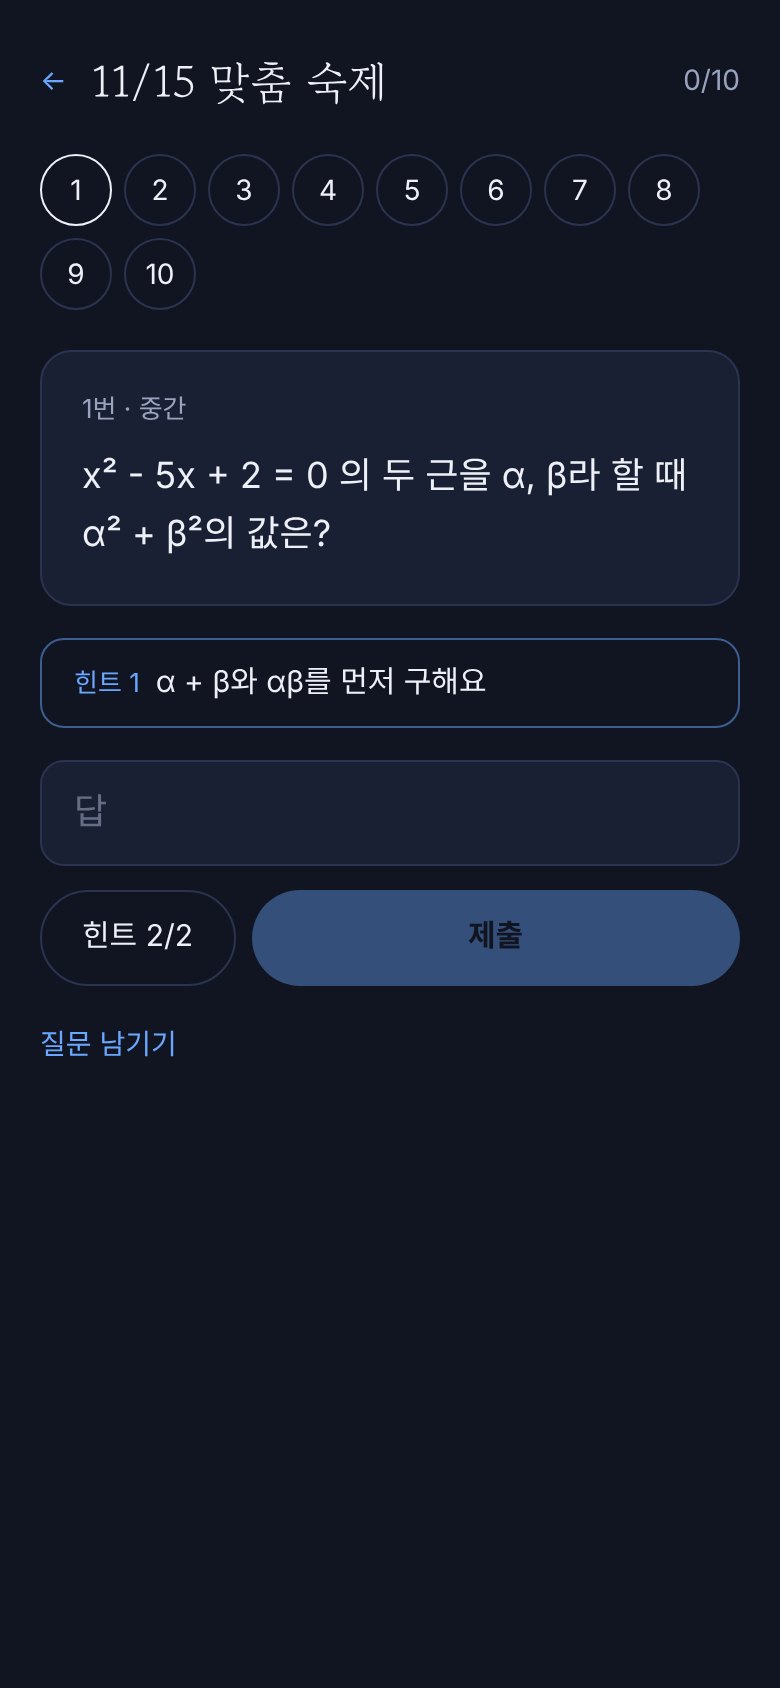 ← 11/15 맞춤 숙제 0/10
1 2 3 4 5 6 7 8
9 10
1번 · 중간
x² - 5x + 2 = 0 의 두 근을 α, β라 할 때
α² + β²의 값은?
힌트 1 α + β와 αβ를 먼저 구해요
답
힌트 2/2 제출
질문 남기기